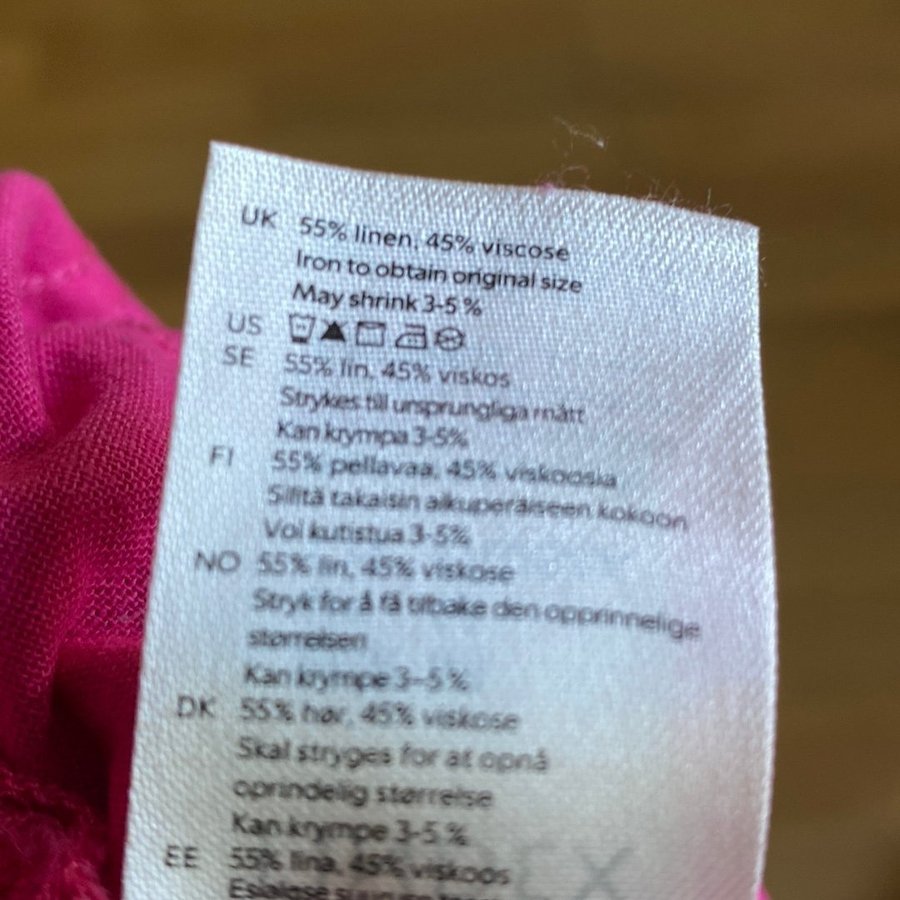 UK 55% linen, 45% viscose
Iron to obtain original size
May shrink 3-5 %
US
SE 55% lin, 45% viskos
Strykes till ursprungliga mått
Kan krympa 3-5%
FI 55% pellavaa, 45% viskoosia
Silitä takaisin alkuperäiseen kokoon
Voi kutistua 3-5%
NO 55% lin, 45% viskose
Stryk for å få tilbake den opprinnelige
størrelsen
Kan krympe 3-5 %
DK 55% hør, 45% viskose
Skal stryges for at opnå
oprindelig størrelse
Kan krympe 3-5 %
EE 55% lina, 45% viskoos
Esialgse suuruse